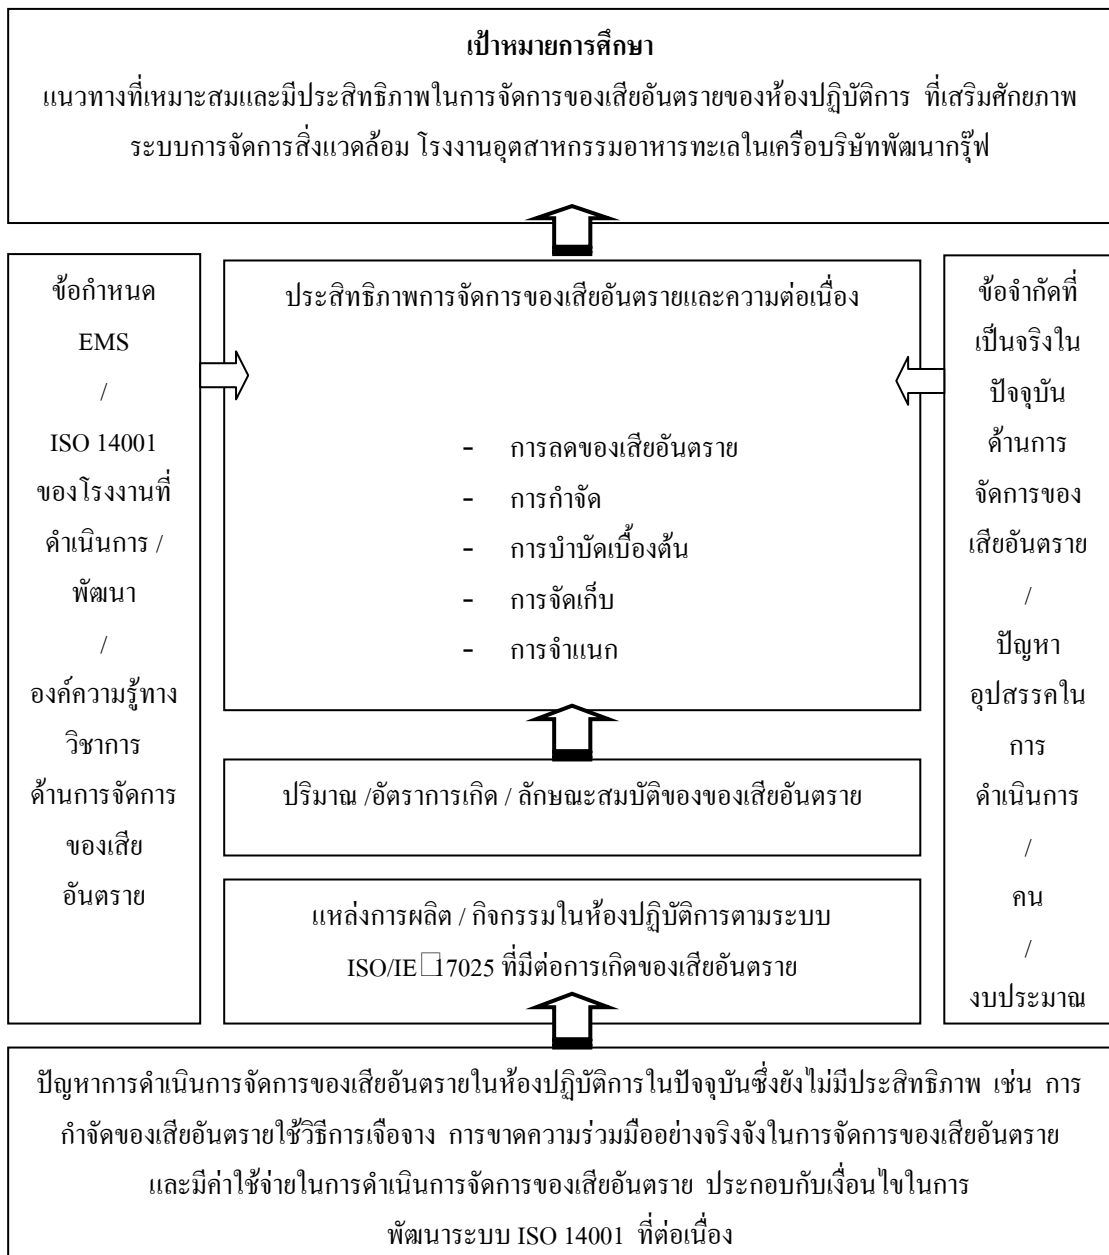 เป้าหมายการศึกษา
แนวทางที่เหมาะสมและมีประสิทธิภาพในการจัดการของเสียอันตรายของห้องปฏิบัติการ ที่เสริมศักยภาพ
ระบบการจัดการสิ่งแวดล้อม โรงงานอุตสาหกรรมอาหารทะเลในเครือบริษัทพัฒนากรุ๊ฟ
ข้อกำหนด
EMS
/
ISO 14001
ของโรงงานที่
ดำเนินการ /
พัฒนา
/
องค์ความรู้ทาง
วิชาการ
ด้านการจัดการ
ของเสีย
อันตราย
ประสิทธิภาพการจัดการของเสียอันตรายและความต่อเนื่อง
- การลดของเสียอันตราย
- การกำจัด
- การบำบัดเบื้องต้น
- การจัดเก็บ
- การจำแนก
ข้อจำกัดที่
เป็นจริงใน
ปัจจุบัน
ด้านการ
จัดการของ
เสียอันตราย
/
ปัญหา
อุปสรรคใน
การ
ดำเนินการ
/
คน
/
งบประมาณ
ปริมาณ /อัตราการเกิด / ลักษณะสมบัติของของเสียอันตราย
แหล่งการผลิต / กิจกรรมในห้องปฏิบัติการตามระบบ
ISO/IE□17025 ที่มีต่อการเกิดของเสียอันตราย
ปัญหาการดำเนินการจัดการของเสียอันตรายในห้องปฏิบัติการในปัจจุบันซึ่งยังไม่มีประสิทธิภาพ เช่น การ
กำจัดของเสียอันตรายใช้วิธีการเจือจาง การขาดความร่วมมืออย่างจริงจังในการจัดการของเสียอันตราย
และมีค่าใช้จ่ายในการดำเนินการจัดการของเสียอันตราย ประกอบกับเงื่อนไขในการ
พัฒนาระบบ ISO 14001 ที่ต่อเนื่อง